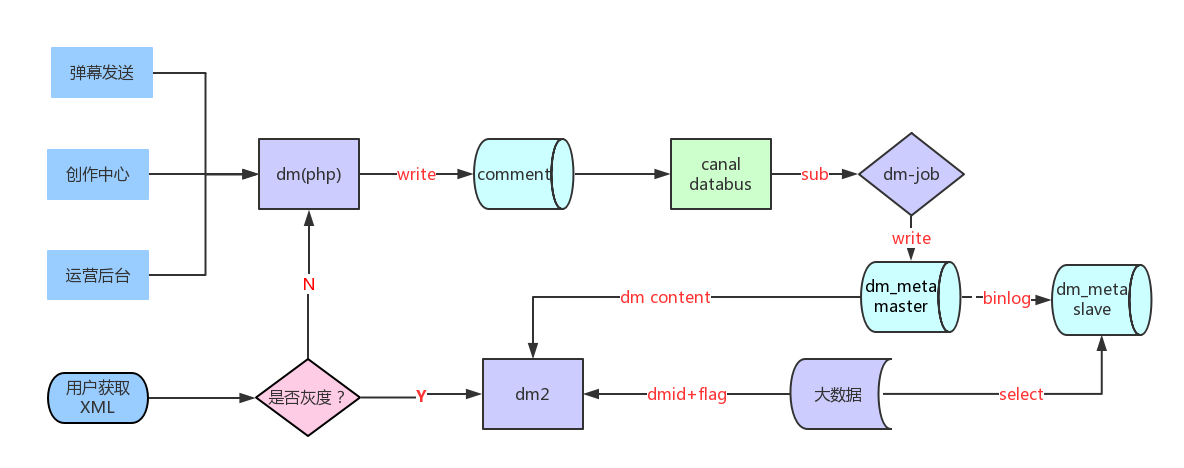 弹幕发送
创作中心
运营后台
dm(php)
write
comment
canal
databus
sub
dm-job
write
N
dm content
dm_meta
master
binlog
dm_meta
slave
用户获取
XML
是否灰度？
Y
dm2
dmid+flag
大数据
select